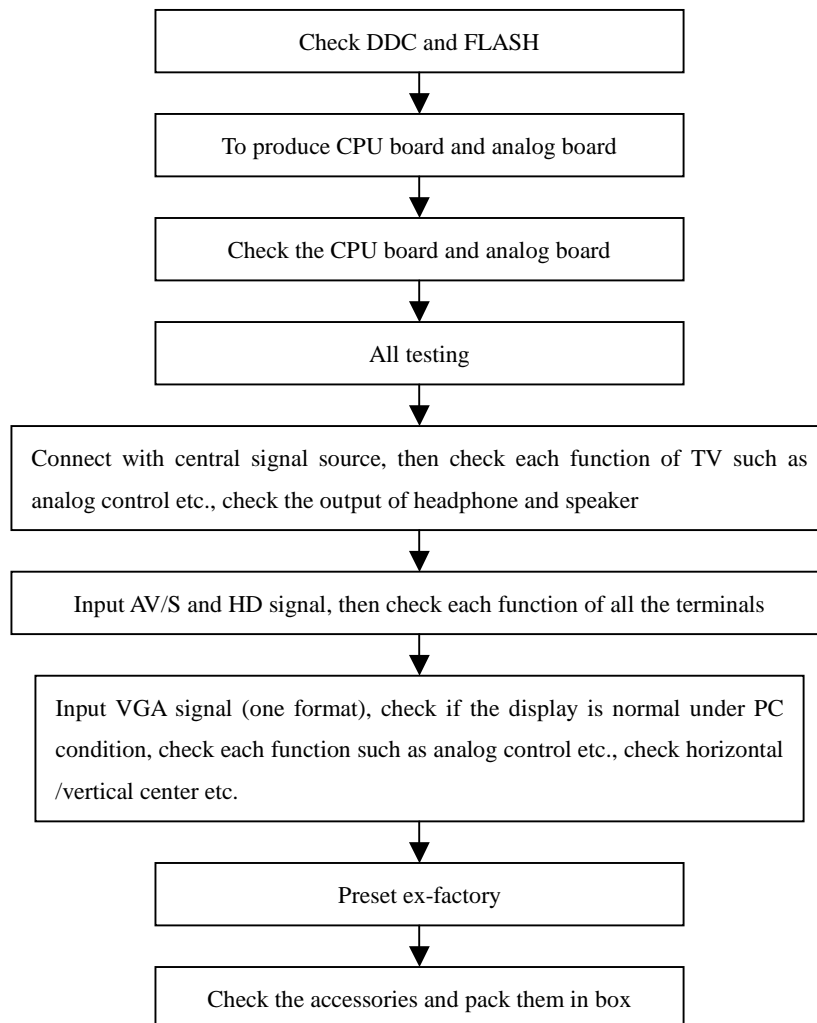 Check DDC and FLASH
To produce CPU board and analog board
Check the CPU board and analog board
All testing
Connect with central signal source, then check each function of TV such as
analog control etc., check the output of headphone and speaker
Input AV/S and HD signal, then check each function of all the terminals
Input VGA signal (one format), check if the display is normal under PC
condition, check each function such as analog control etc., check horizontal
/vertical center etc.
Preset ex-factory
Check the accessories and pack them in box